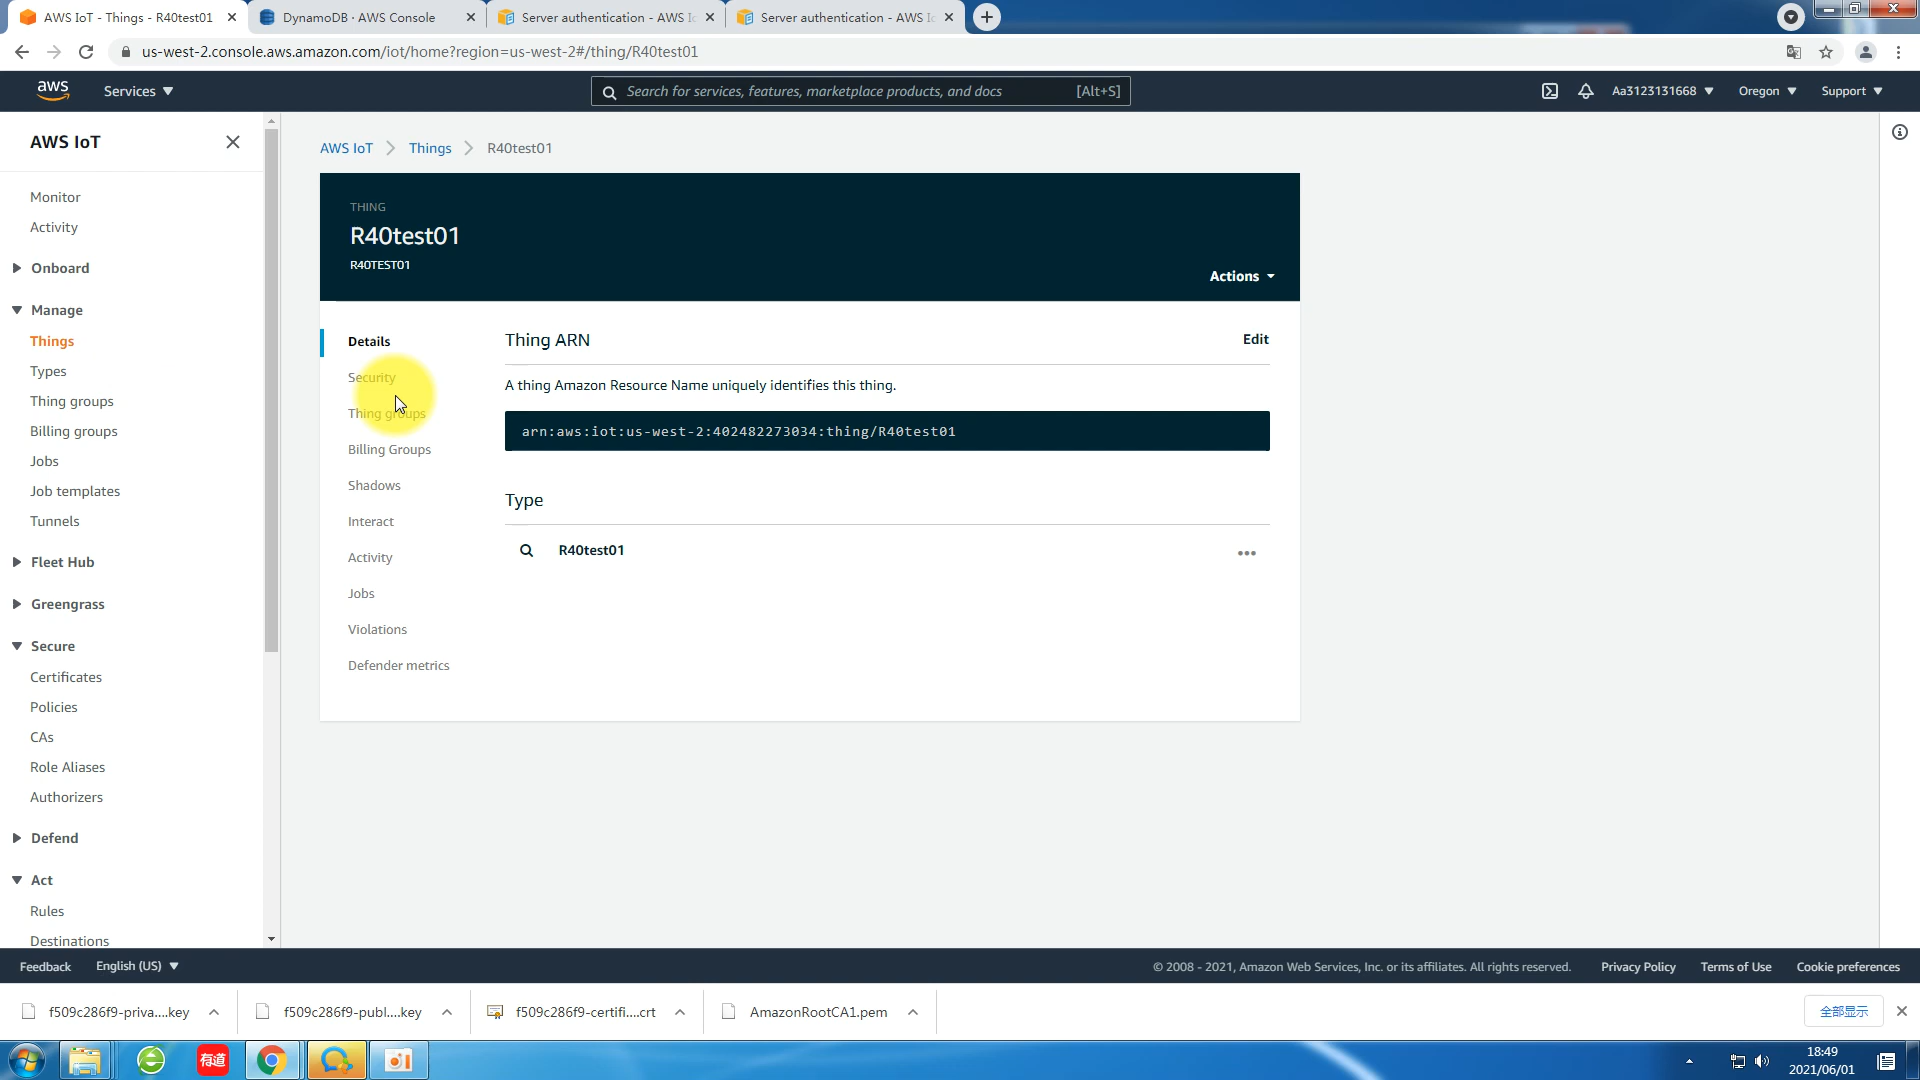 AWS IoT - Things - R40test01
DynamoDB · AWS Console
Server authentication - AWS Io
Server authentication - AWS Io
us-west-2.console.aws.amazon.com/iot/home?region=us-west-2#/thing/R40test01
aws
Services
Search for services, features, marketplace products, and docs
[Alt+S]
Aa3123131668
Oregon
Support
AWS IoT
Monitor
Activity
Onboard
Manage
Things
Types
Thing groups
Billing groups
Jobs
Job templates
Tunnels
Fleet Hub
Greengrass
Secure
Certificates
Policies
CAs
Role Aliases
Authorizers
Defend
Act
Rules
Destinations
AWS IoT
Things
R40test01
THING
R40test01
R40TEST01
Actions
Details
Security
Thing groups
Billing Groups
Shadows
Interact
Activity
Jobs
Violations
Defender metrics
Thing ARN
Edit
A thing Amazon Resource Name uniquely identifies this thing.
arn:aws:iot:us-west-2:402482273034:thing/R40test01
Type
R40test01
Feedback
English (US)
© 2008 - 2021, Amazon Web Services, Inc. or its affiliates. All rights reserved.
Privacy Policy
Terms of Use
Cookie preferences
f509c286f9-priva....key
f509c286f9-publ....key
f509c286f9-certifi....crt
AmazonRootCA1.pem
全部显示
有道
18:49
2021/06/01